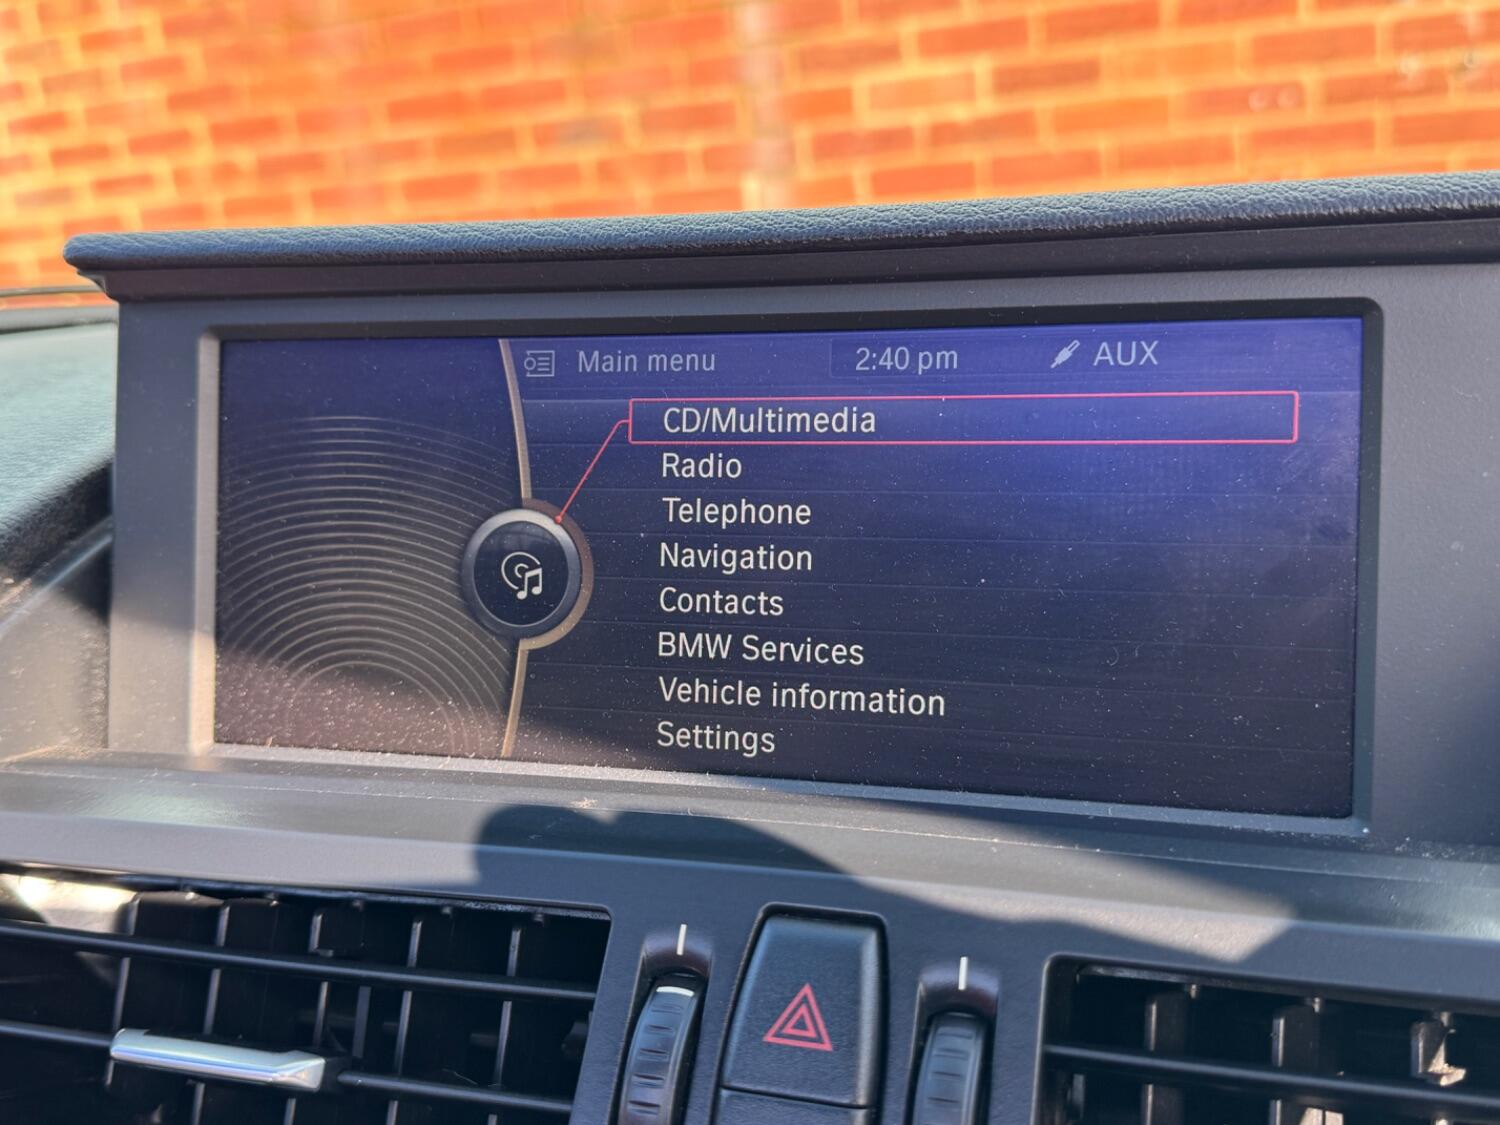 Main menu 2:40 pm AUX
CD/Multimedia
Radio
Telephone
Navigation
Contacts
BMW Services
Vehicle information
Settings